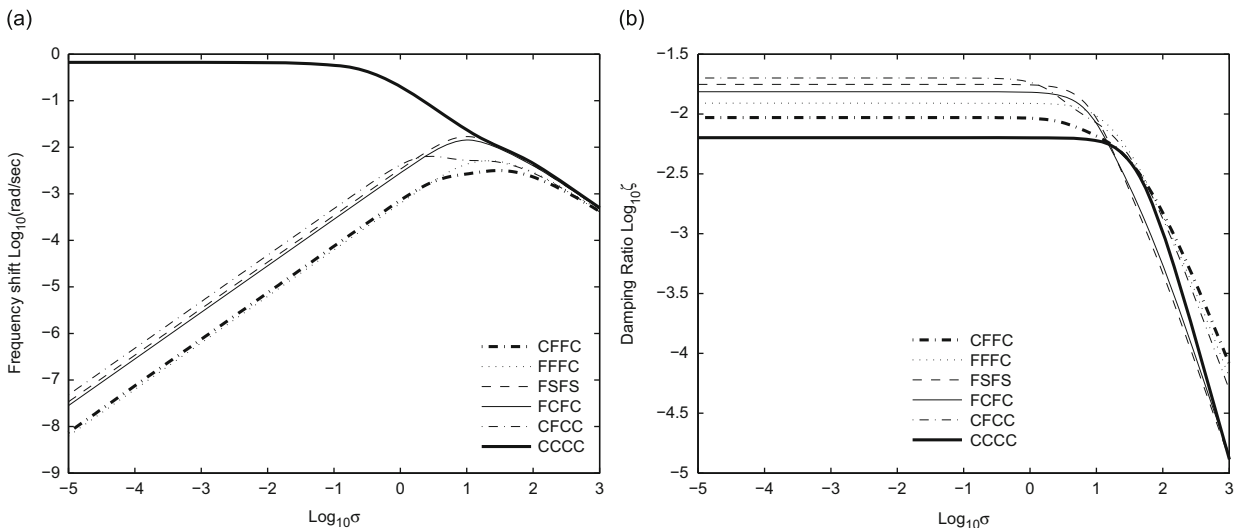 (a)
0
−1
−2
−3
−4
−5
−6
−7
−8
−9
Frequency shift Log10(rad/sec)
CFFC
FFFC
FSFS
FCFC
CFCC
CCCC
−5 −4 −3 −2 −1 0 1 2 3
Log10σ
(b)
−1.5
−2
−2.5
−3
−3.5
−4
−4.5
−5
Damping Ratio Log10ζ
CFFC
FFFC
FSFS
FCFC
CFCC
CCCC
−5 −4 −3 −2 −1 0 1 2 3
Log10σ